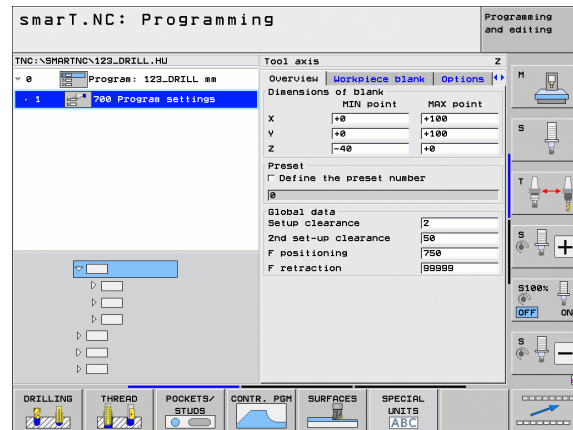 smarT.NC: Programming
Programming
and editing
TNC:\SMARTNC\123_DRILL.HU
Tool axis Z
0 Program: 123_DRILL mm
Overview Workpiece blank Options
1 700 Program settings
Dimensions of blank
MIN point MAX point
X +0 +100
Y +0 +100
Z -40 +0
Preset
Define the preset number
0
Global data
Setup clearance 2
2nd set-up clearance 50
F positioning 750
F retraction 99999
M
S
T
S
S100%
OFF ON
S
DRILLING
THREAD
POCKETS/
STUDS
CONTR. PGM
SURFACES
SPECIAL
UNITS
ABC